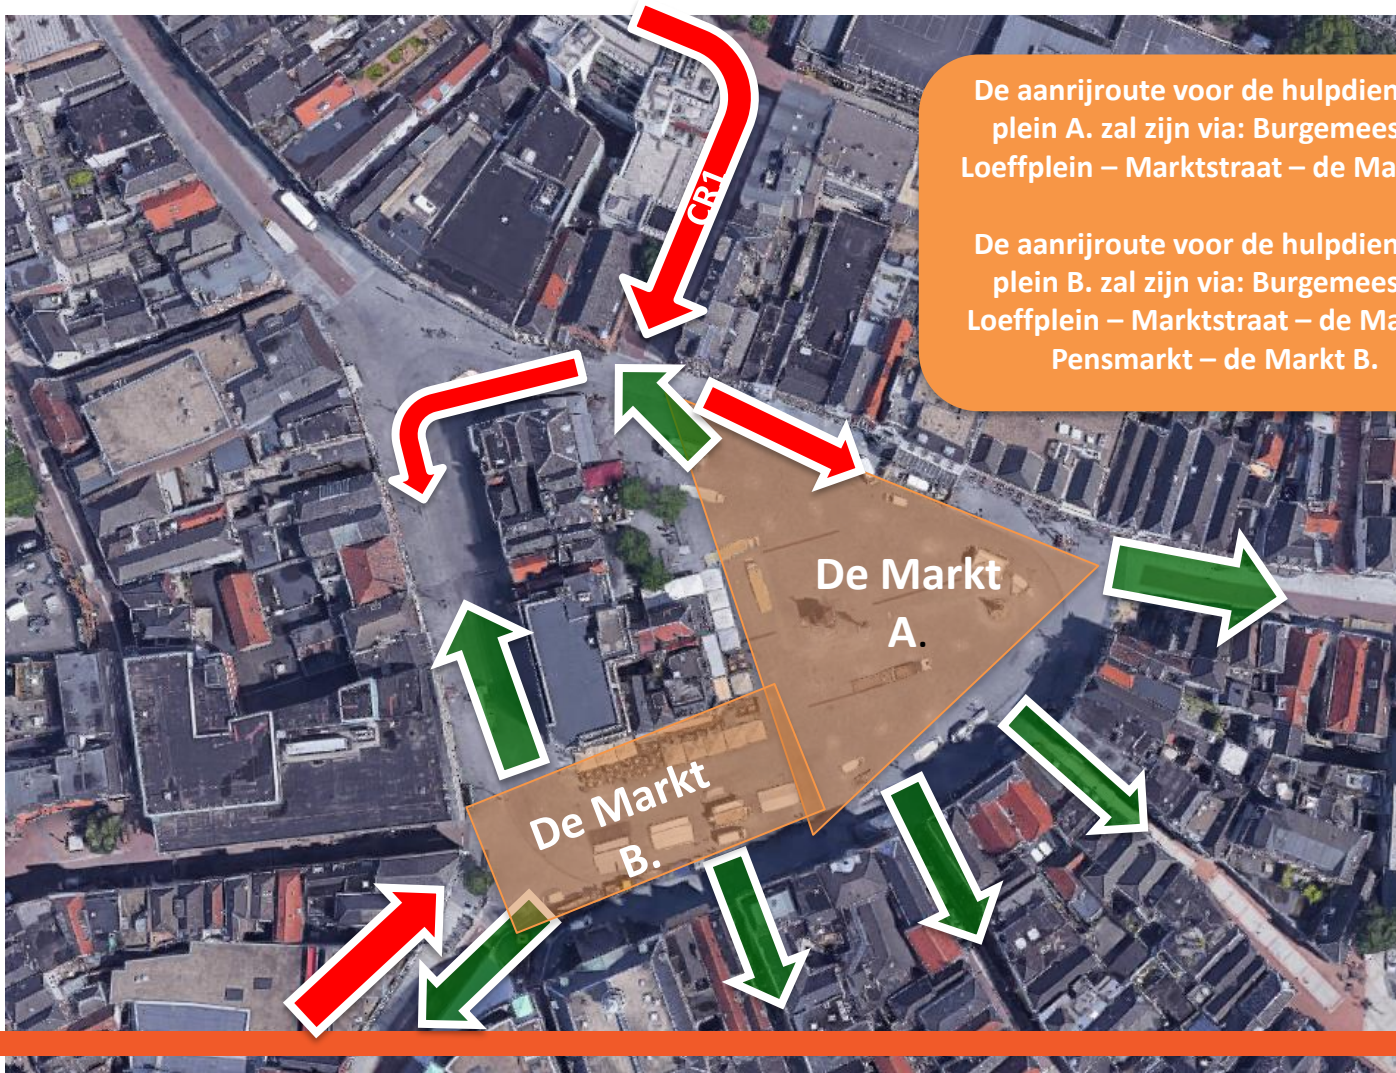 De aanrijroute voor de hulpdien
plein A. zal zijn via: Burgemees
Loeffplein – Marktstraat – de Ma
De aanrijroute voor de hulpdien
plein B. zal zijn via: Burgemees
Loeffplein – Marktstraat – de Ma
Pensmarkt – de Markt B.
CR1
De Markt
A.
De Markt
B.